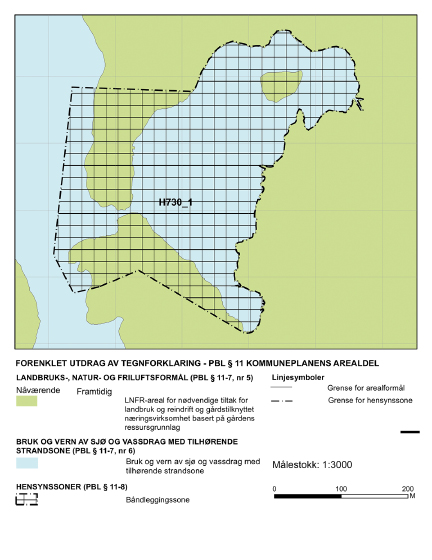 H730_1
FORENKLET UTDRAG AV TEGNFORKLARING - PBL § 11 KOMMUNEPLANENS AREALDEL
LANDBRUKS-, NATUR- OG FRILUFTSFORMÅL (PBL § 11-7, nr 5)
Nåværende Framtidig
LNFR-areal for nødvendige tiltak for
landbruk og reindrift og gårdstilknyttet
næringsvirksomhet basert på gårdens
ressursgrunnlag
BRUK OG VERN AV SJØ OG VASSDRAG MED TILHØRENDE
STRANDSONE (PBL § 11-7, nr 6)
Bruk og vern av sjø og vassdrag med
tilhørende strandsone
HENSYNSSONER (PBL § 11-8)
Båndleggingssone
Linjesymboler
Grense for arealformål
Grense for hensynssone
Målestokk: 1:3000
0 100 200
M